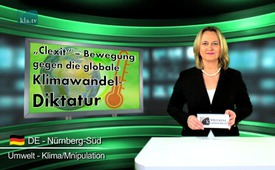 kla.tv
„Clexit“ – Bewegung
gegen die globale
Klimawandel-
Diktatur
DE - Nürnberg-Süd
Umwelt - Klima/Mnipulation